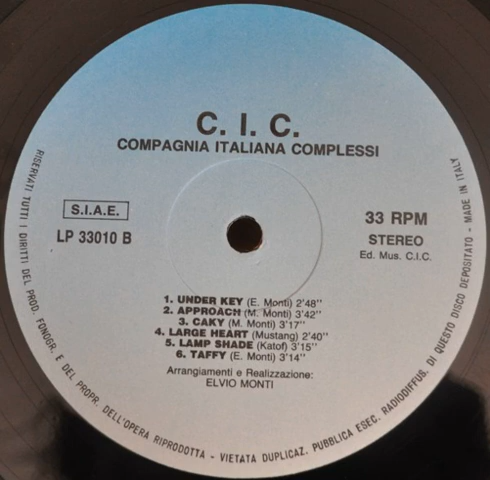 C. I. C.
COMPAGNIA ITALIANA COMPLESSI
S.I.A.E.
LP 33010 B
33 RPM
STEREO
Ed. Mus. C.I.C.
1. UNDER KEY (E. Monti) 2'48"
2. APPROACH (M. Monti) 3'42"
3. CAKY (M. Monti) 3'17"
4. LARGE HEART (Mustang) 2'40"
5. LAMP SHADE (Katof) 3'15"
6. TAFFY (E. Monti) 3'14"
Arrangiamenti e Realizzazione:
ELVIO MONTI
RISERVATI TUTTI I DIRITTI DEL PROD. FONOGR. E DEL PROPR. DELL'OPERA RIPRODOTTA - VIETATA DUPLICAZ. PUBBLICA ESEC. RADIODIFFUS. DI QUESTO DISCO DEPOSITATO - MADE IN ITALY